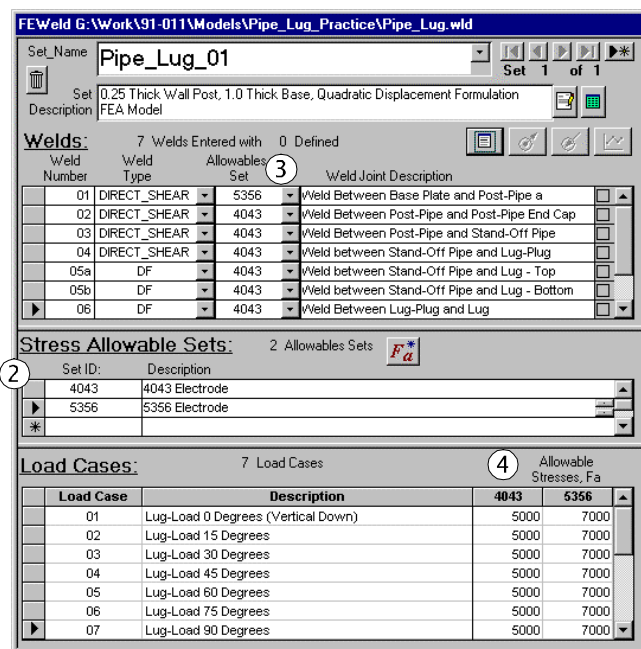 FEWeld G:\Work\91-011\Models\Pipe_Lug_Practice\Pipe_Lug.wld
Set_Name Pipe_Lug_01
Set 1 of 1
Set Description 0.25 Thick Wall Post, 1.0 Thick Base, Quadratic Displacement Formulation
FEA Model
Welds: 7 Welds Entered with 0 Defined
Weld Number Weld Type Allowables Set 3 Weld Joint Description
01 DIRECT_SHEAR 5356 Weld Between Base Plate and Post-Pipe a
02 DIRECT_SHEAR 4043 Weld Between Post-Pipe and Post-Pipe End Cap
03 DIRECT_SHEAR 4043 Weld Between Post-Pipe and Stand-Off Pipe
04 DIRECT_SHEAR 4043 Weld between Stand-Off Pipe and Lug-Plug
05a DF 4043 Weld between Stand-Off Pipe and Lug - Top
05b DF 4043 Weld between Stand-Off Pipe and Lug - Bottom
06 DF 4043 Weld Between Lug-Plug and Lug
Stress Allowable Sets: 2 Allowables Sets Fa*
2 Set ID: Description
4043 4043 Electrode
5356 5356 Electrode
Load Cases: 7 Load Cases 4 Allowable Stresses, Fa
Load Case Description 4043 5356
01 Lug-Load 0 Degrees (Vertical Down) 5000 7000
02 Lug-Load 15 Degrees 5000 7000
03 Lug-Load 30 Degrees 5000 7000
04 Lug-Load 45 Degrees 5000 7000
05 Lug-Load 60 Degrees 5000 7000
06 Lug-Load 75 Degrees 5000 7000
07 Lug-Load 90 Degrees 5000 7000